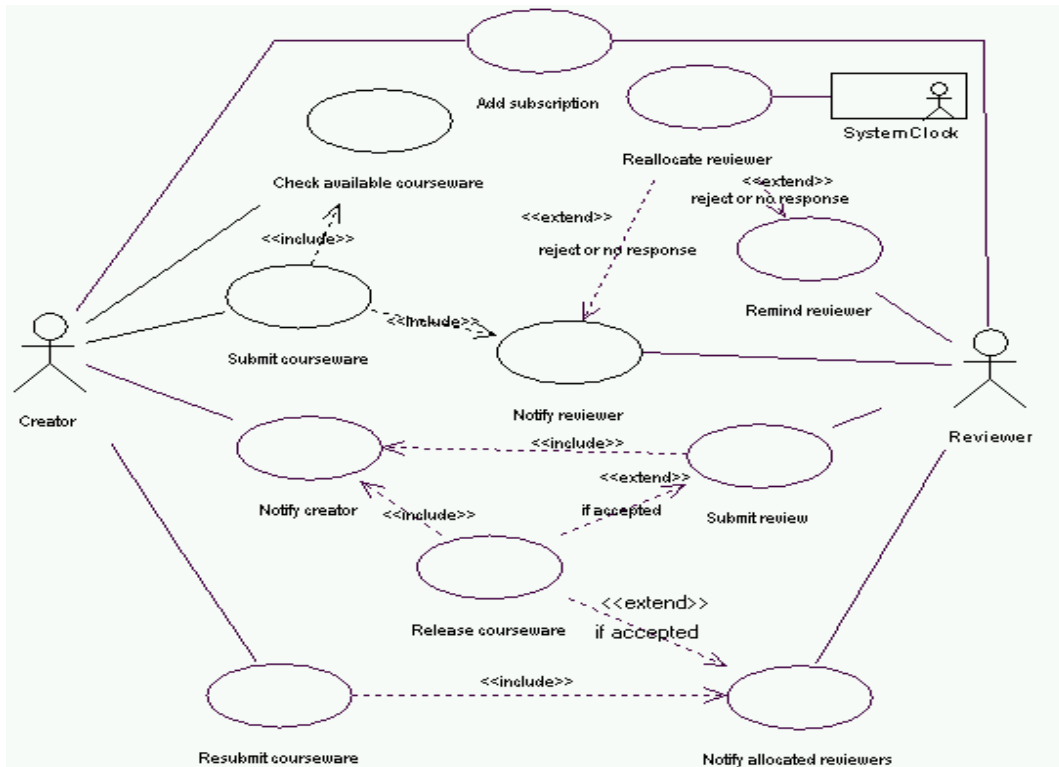 Add subscription
SystemClock
Reallocate reviewer
Check available courseware
<<extend>>
reject or no response
<<extend>>
reject or no response
<<include>>
Remind reviewer
<<include>>
Submit courseware
Notify reviewer
Creator
Reviewer
<<include>>
<<extend>>
Notify creator
<<include>>
if accepted
Submit review
<<extend>>
Release courseware
if accepted
<<include>>
Resubmit courseware
Notify allocated reviewers